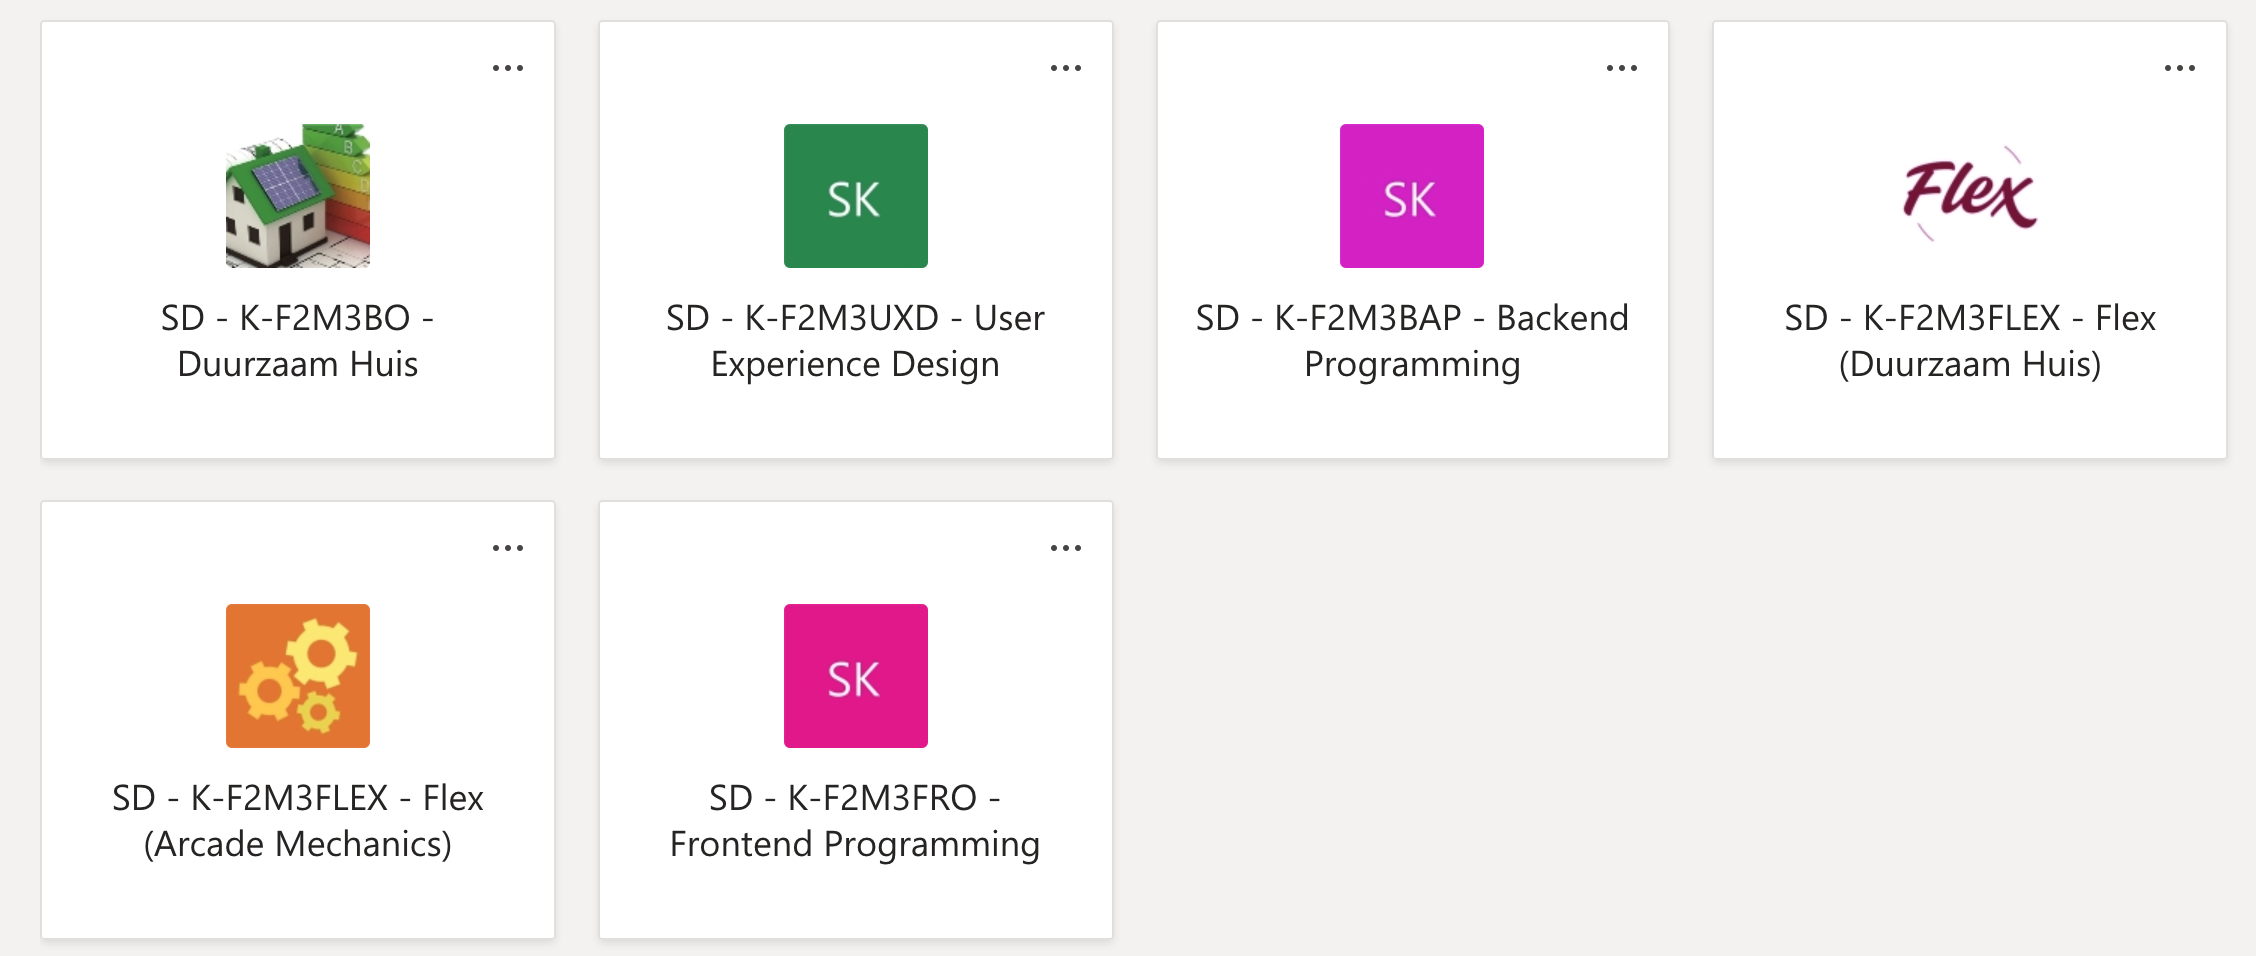 A
B
C
D
SD - K-F2M3BO -
Duurzaam Huis
SK
SD - K-F2M3UXD - User
Experience Design
SK
SD - K-F2M3BAP - Backend
Programming
Flex
SD - K-F2M3FLEX - Flex
(Duurzaam Huis)
SD - K-F2M3FLEX - Flex
(Arcade Mechanics)
SK
SD - K-F2M3FRO -
Frontend Programming